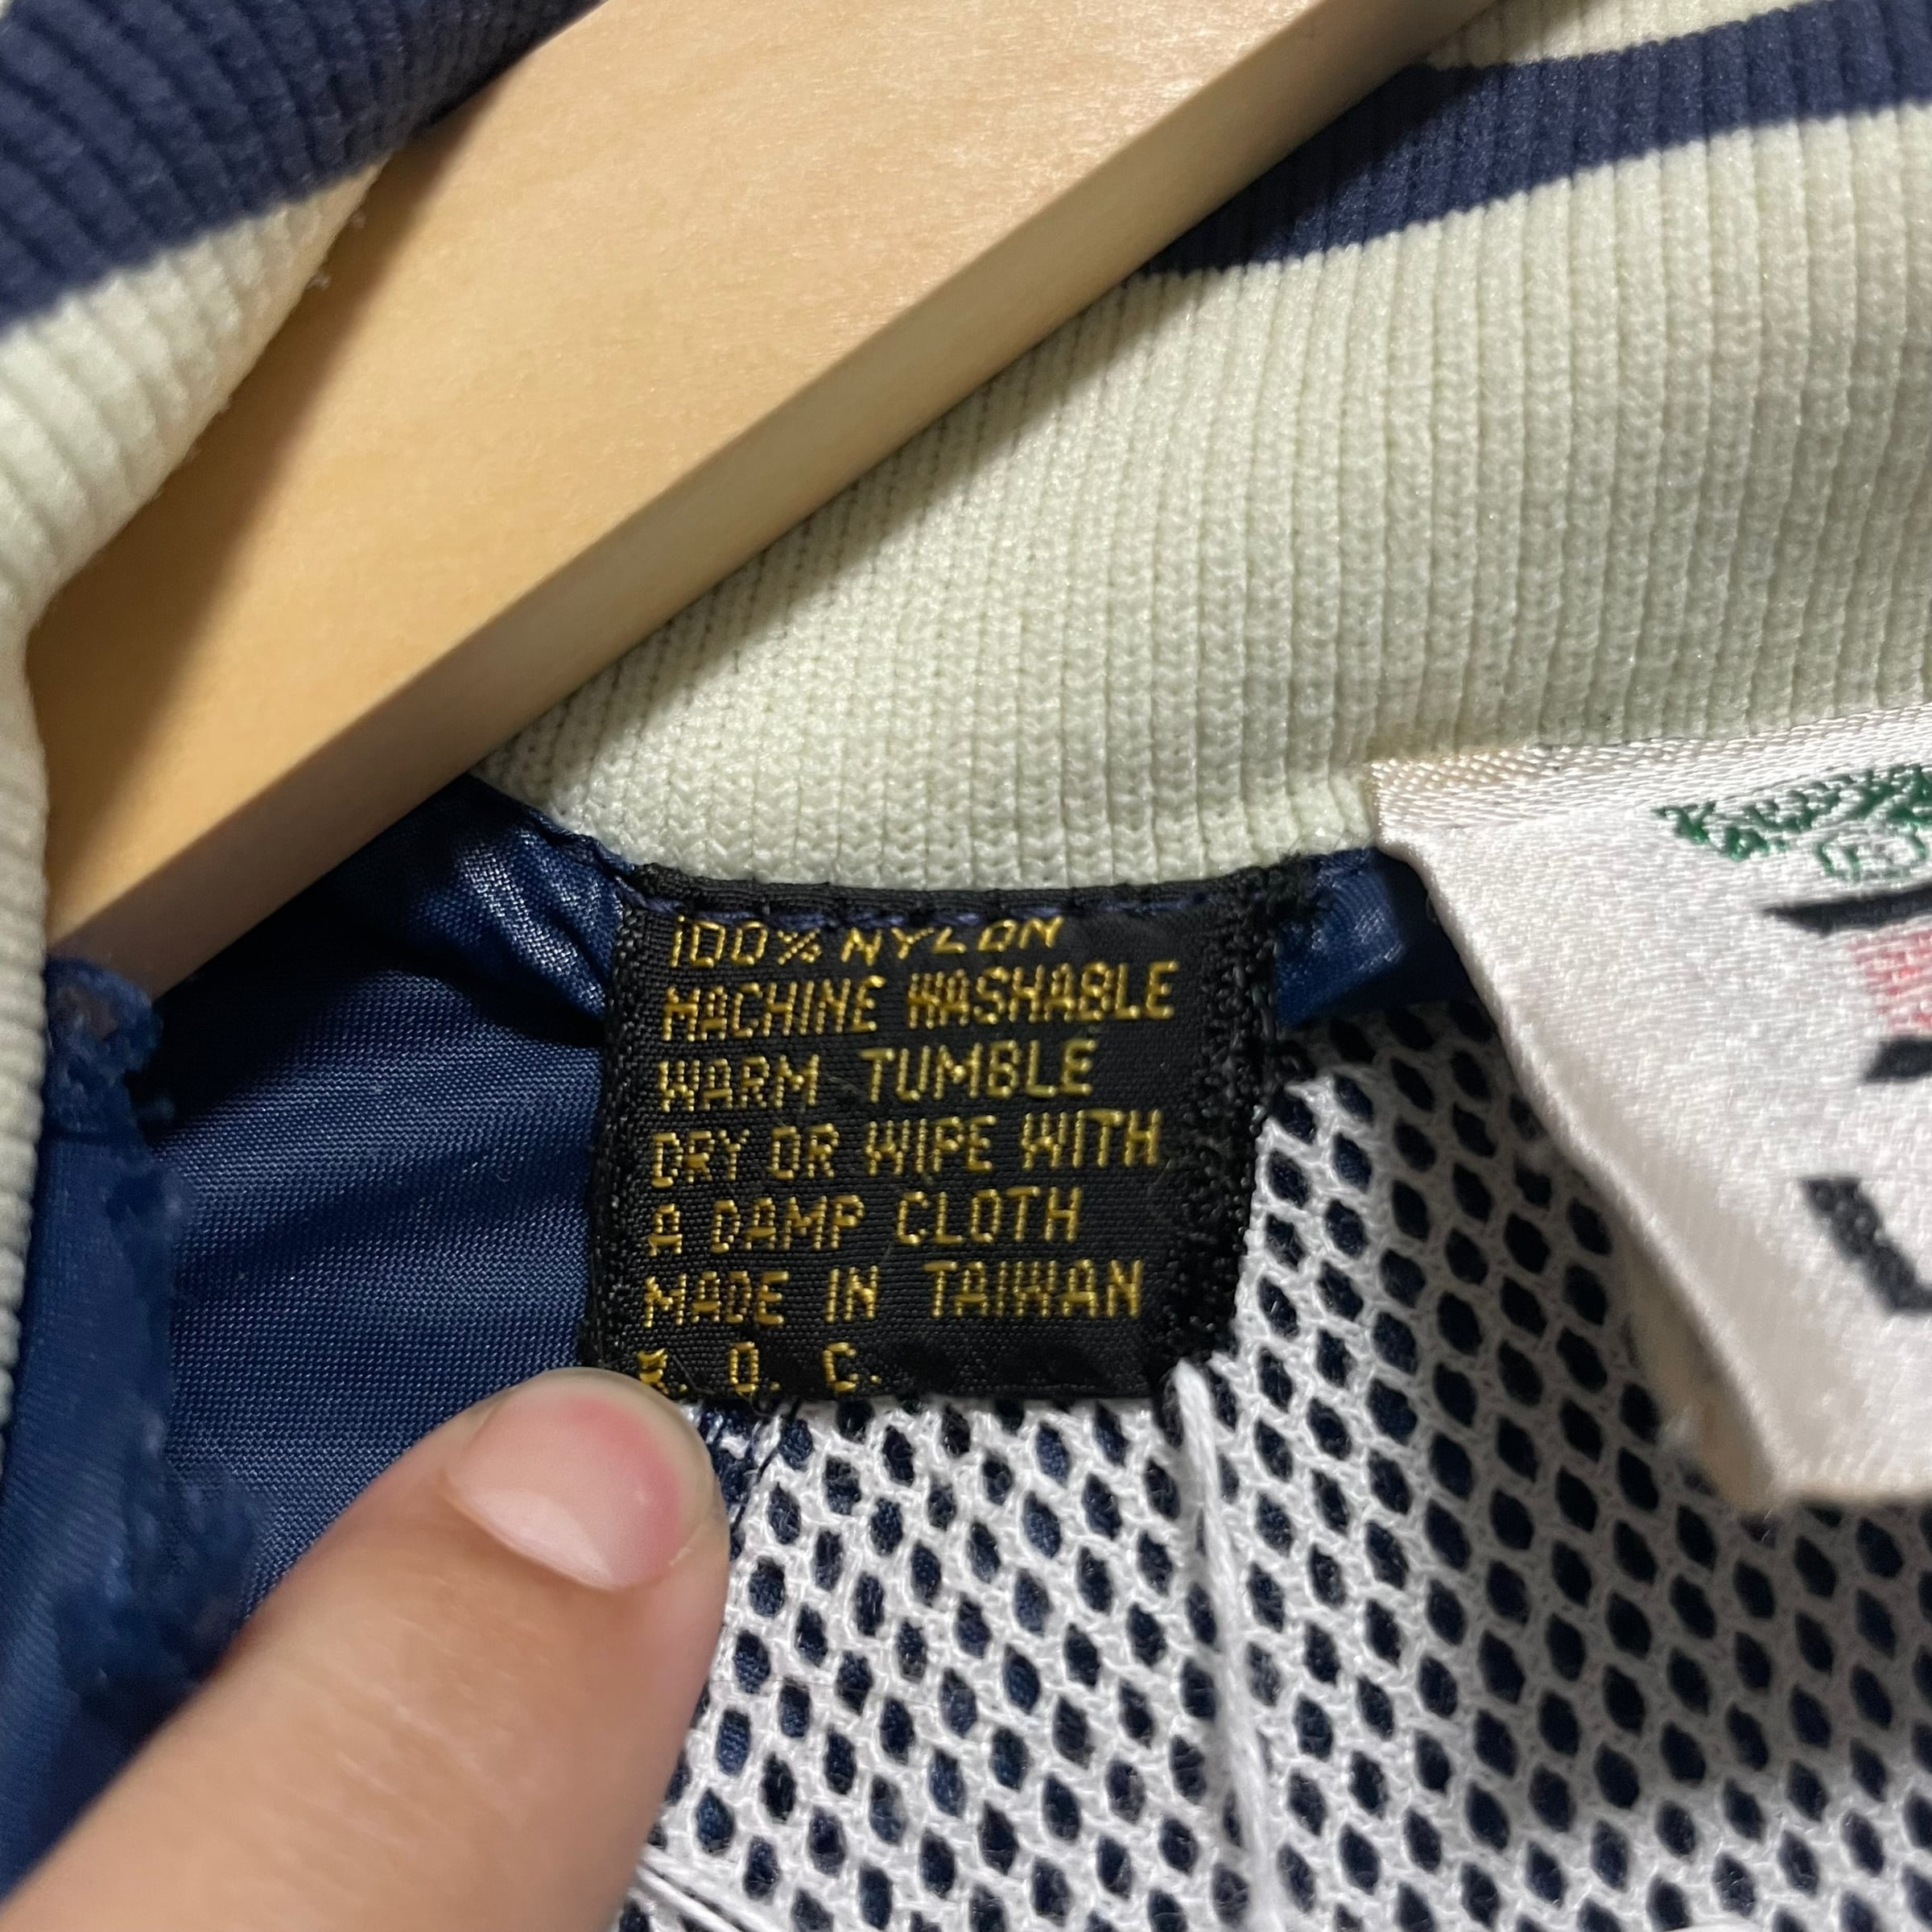 100% NYLON
MACHINE WASHABLE
WARM TUMBLE
DRY OR WIPE WITH
A DAMP CLOTH
MADE IN TAIWAN
R. O. C.